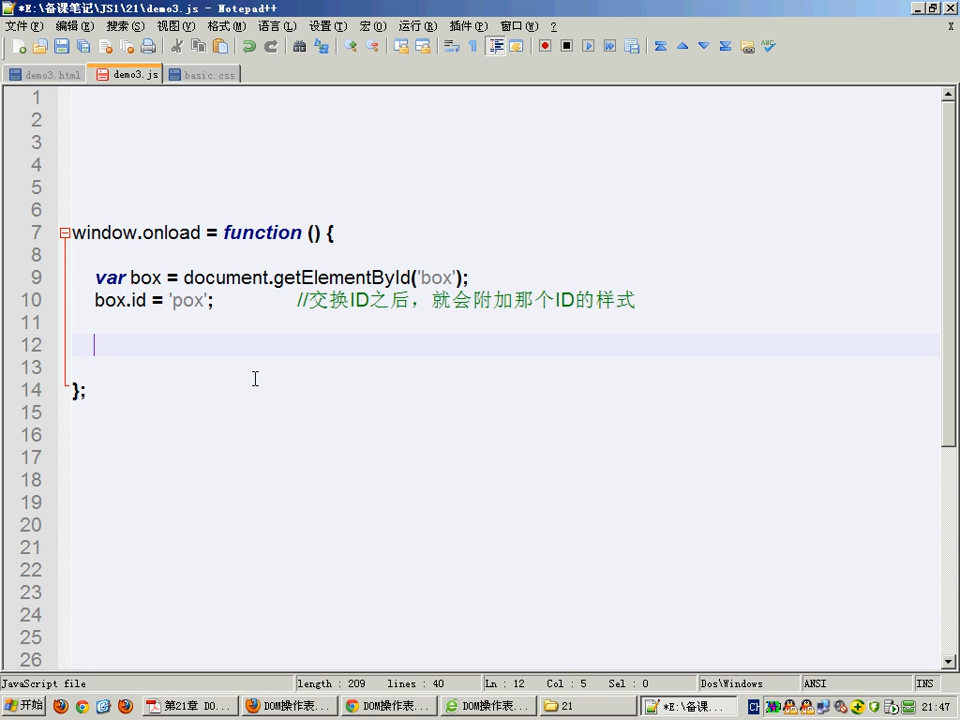 *E:\备课笔记\JS1\21\demo3.js - Notepad++
文件(F) 编辑(E) 搜索(S) 视图(V) 格式(M) 语言(L) 设置(T) 宏(O) 运行(R) 插件(P) 窗口(W) ? X
demo3.html demo3.js basic.css
1
2
3
4
5
6
7 window.onload = function () {
8
9 var box = document.getElementById('box');
10 box.id = 'pox'; //交换ID之后，就会附加那个ID的样式
11
12
13
14 };
15
16
17
18
19
20
21
22
23
24
25
26
JavaScript file length : 209 lines : 40 Ln : 12 Col : 5 Sel : 0 Dos\Windows ANSI INS
开始 第21章 DO... DOM操作表... DOM操作表... DOM操作表... 21 *E:\备课... 21:47